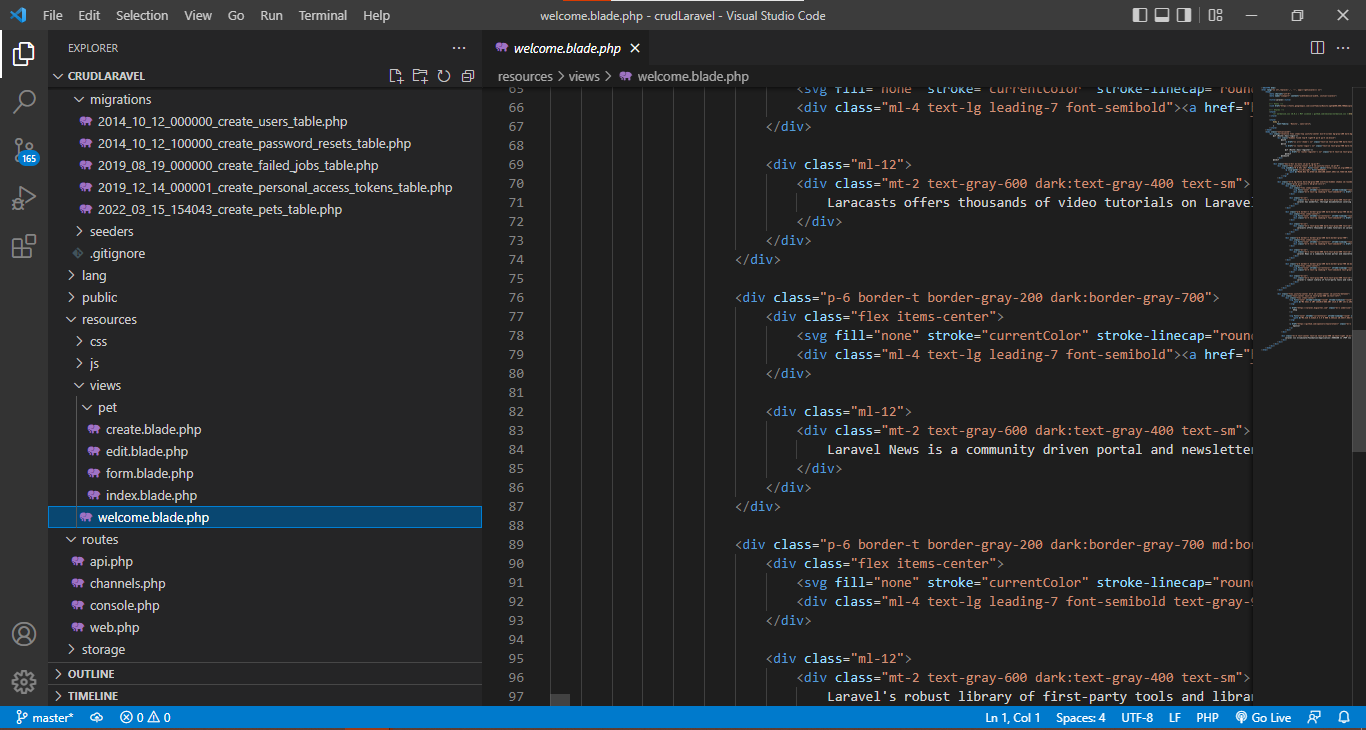 File Edit Selection View Go Run Terminal Help
welcome.blade.php - crudLaravel - Visual Studio Code
EXPLORER
CRUDLARAVEL
migrations
2014_10_12_000000_create_users_table.php
2014_10_12_100000_create_password_resets_table.php
2019_08_19_000000_create_failed_jobs_table.php
2019_12_14_000001_create_personal_access_tokens_table.php
2022_03_15_154043_create_pets_table.php
seeders
.gitignore
lang
public
resources
css
js
views
pet
create.blade.php
edit.blade.php
form.blade.php
index.blade.php
welcome.blade.php
routes
api.php
channels.php
console.php
web.php
storage
OUTLINE
TIMELINE
165
welcome.blade.php
resources > views > welcome.blade.php
65 <svg fill="none" stroke="currentColor" stroke-linecap="roun
66 <div class="ml-4 text-lg leading-7 font-semibold"><a href="
67 </div>
68
69 <div class="ml-12">
70 <div class="mt-2 text-gray-600 dark:text-gray-400 text-sm">
71 Laracasts offers thousands of video tutorials on Laravel
72 </div>
73 </div>
74 </div>
75
76 <div class="p-6 border-t border-gray-200 dark:border-gray-700">
77 <div class="flex items-center">
78 <svg fill="none" stroke="currentColor" stroke-linecap="roun
79 <div class="ml-4 text-lg leading-7 font-semibold"><a href="
80 </div>
81
82 <div class="ml-12">
83 <div class="mt-2 text-gray-600 dark:text-gray-400 text-sm">
84 Laravel News is a community driven portal and newsletter
85 </div>
86 </div>
87 </div>
88
89 <div class="p-6 border-t border-gray-200 dark:border-gray-700 md:bor
90 <div class="flex items-center">
91 <svg fill="none" stroke="currentColor" stroke-linecap="roun
92 <div class="ml-4 text-lg leading-7 font-semibold text-gray-9
93 </div>
94
95 <div class="ml-12">
96 <div class="mt-2 text-gray-600 dark:text-gray-400 text-sm">
97 Laravel's robust library of first-party tools and libra
master* 0 0
Ln 1, Col 1 Spaces: 4 UTF-8 LF PHP Go Live